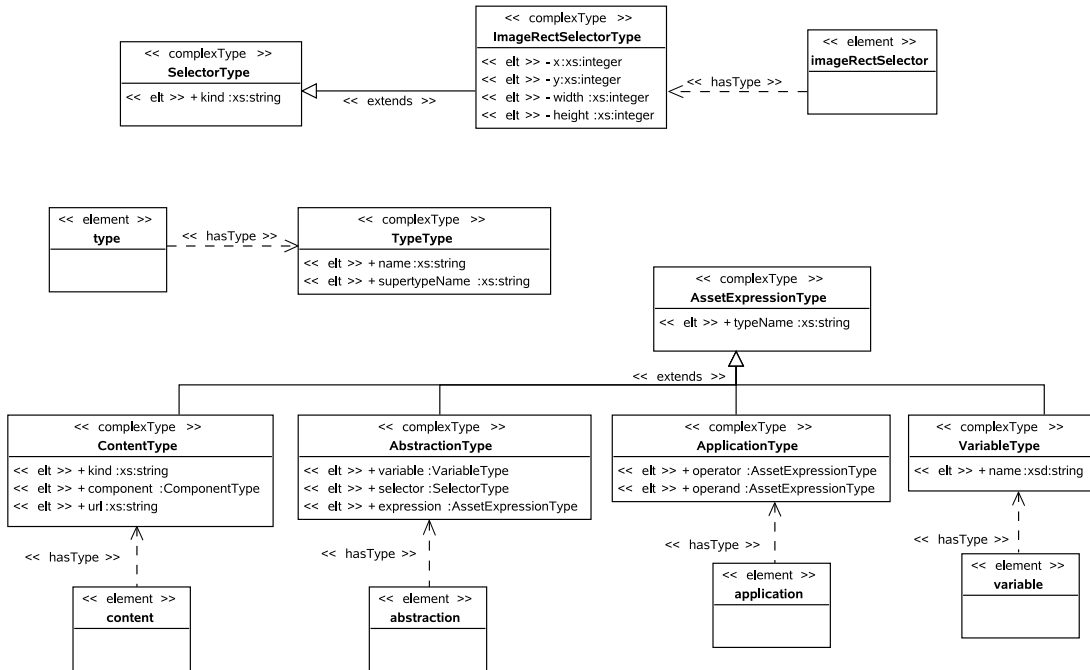 << complexType >>
SelectorType
<< elt >> + kind :xs:string
<< extends >>
<< complexType >>
ImageRectSelectorType
<< elt >> - x:xs:integer
<< elt >> - y:xs:integer
<< elt >> - width :xs:integer
<< elt >> - height :xs:integer
<< hasType >>
<< element >>
imageRectSelector
<< element >>
type
<< hasType >>
<< complexType >>
TypeType
<< elt >> + name :xs:string
<< elt >> + supertypeName :xs:string
<< complexType >>
AssetExpressionType
<< elt >> + typeName :xs:string
<< extends >>
<< complexType >>
ContentType
<< elt >> + kind :xs:string
<< elt >> + component :ComponentType
<< elt >> + url :xs:string
<< complexType >>
AbstractionType
<< elt >> + variable :VariableType
<< elt >> + selector :SelectorType
<< elt >> + expression :AssetExpressionType
<< complexType >>
ApplicationType
<< elt >> + operator :AssetExpressionType
<< elt >> + operand :AssetExpressionType
<< complexType >>
VariableType
<< elt >> + name :xsd:string
<< hasType >>
<< hasType >>
<< hasType >>
<< hasType >>
<< element >>
content
<< element >>
abstraction
<< element >>
application
<< element >>
variable